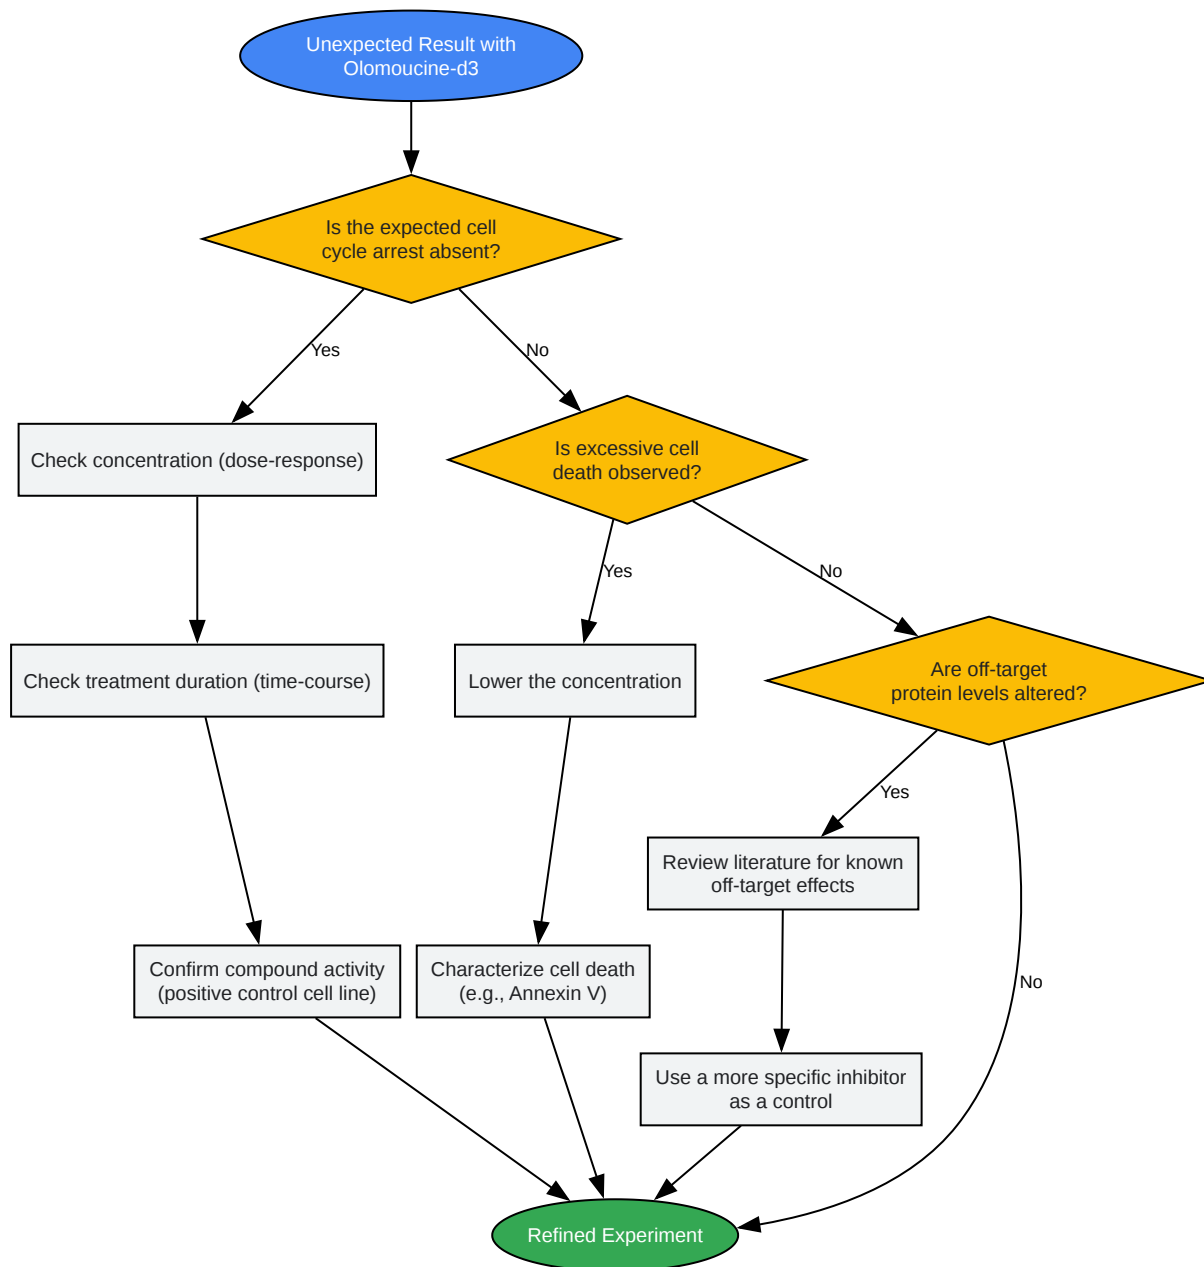 Unexpected Result with
Olomoucine-d3
Is the expected cell
cycle arrest absent?
Yes
No
Check concentration (dose-response)
Is excessive cell
death observed?
Yes
No
Check treatment duration (time-course)
Lower the concentration
Are off-target
protein levels altered?
Yes
Review literature for known
off-target effects
Confirm compound activity
(positive control cell line)
Characterize cell death
(e.g., Annexin V)
No
Use a more specific inhibitor
as a control
Refined Experiment